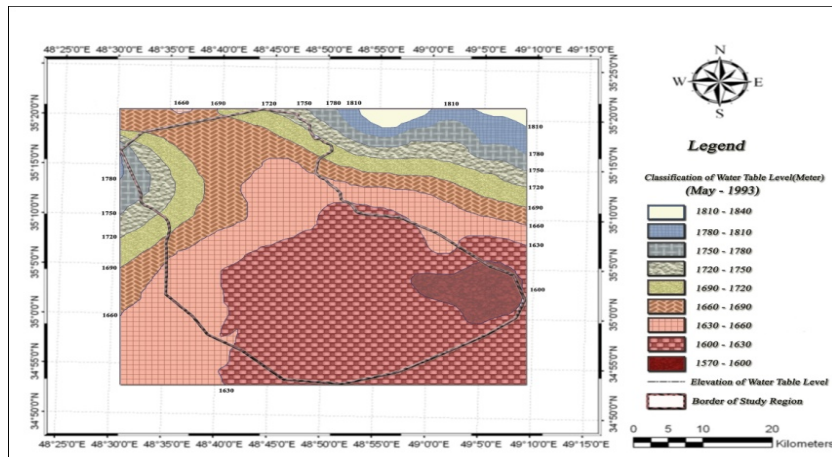 48°25'0"E 48°30'0"E 48°35'0"E 48°40'0"E 48°45'0"E 48°50'0"E 48°55'0"E 49°0'0"E 49°5'0"E 49°10'0"E 49°15'0"E
1660 1690 1720 1750 1780 1810 1810
35°20'0"N
35°15'0"N
35°10'0"N
35°5'0"N
35°0'0"N
34°55'0"N
34°50'0"N
1780
1750
1720
1690
1660
1630
1810
1780
1750
1720
1690
1660
1630
1600
48°25'0"E 48°30'0"E 48°35'0"E 48°40'0"E 48°45'0"E 48°50'0"E 48°55'0"E 49°0'0"E 49°5'0"E 49°10'0"E 49°15'0"E
N
W E
S
Legend
Classification of Water Table Level(Meter)
(May - 1993)
1810 - 1840
1780 - 1810
1750 - 1780
1720 - 1750
1690 - 1720
1660 - 1690
1630 - 1660
1600 - 1630
1570 - 1600
Elevation of Water Table Level
Border of Study Region
0 5 10 20
Kilometers